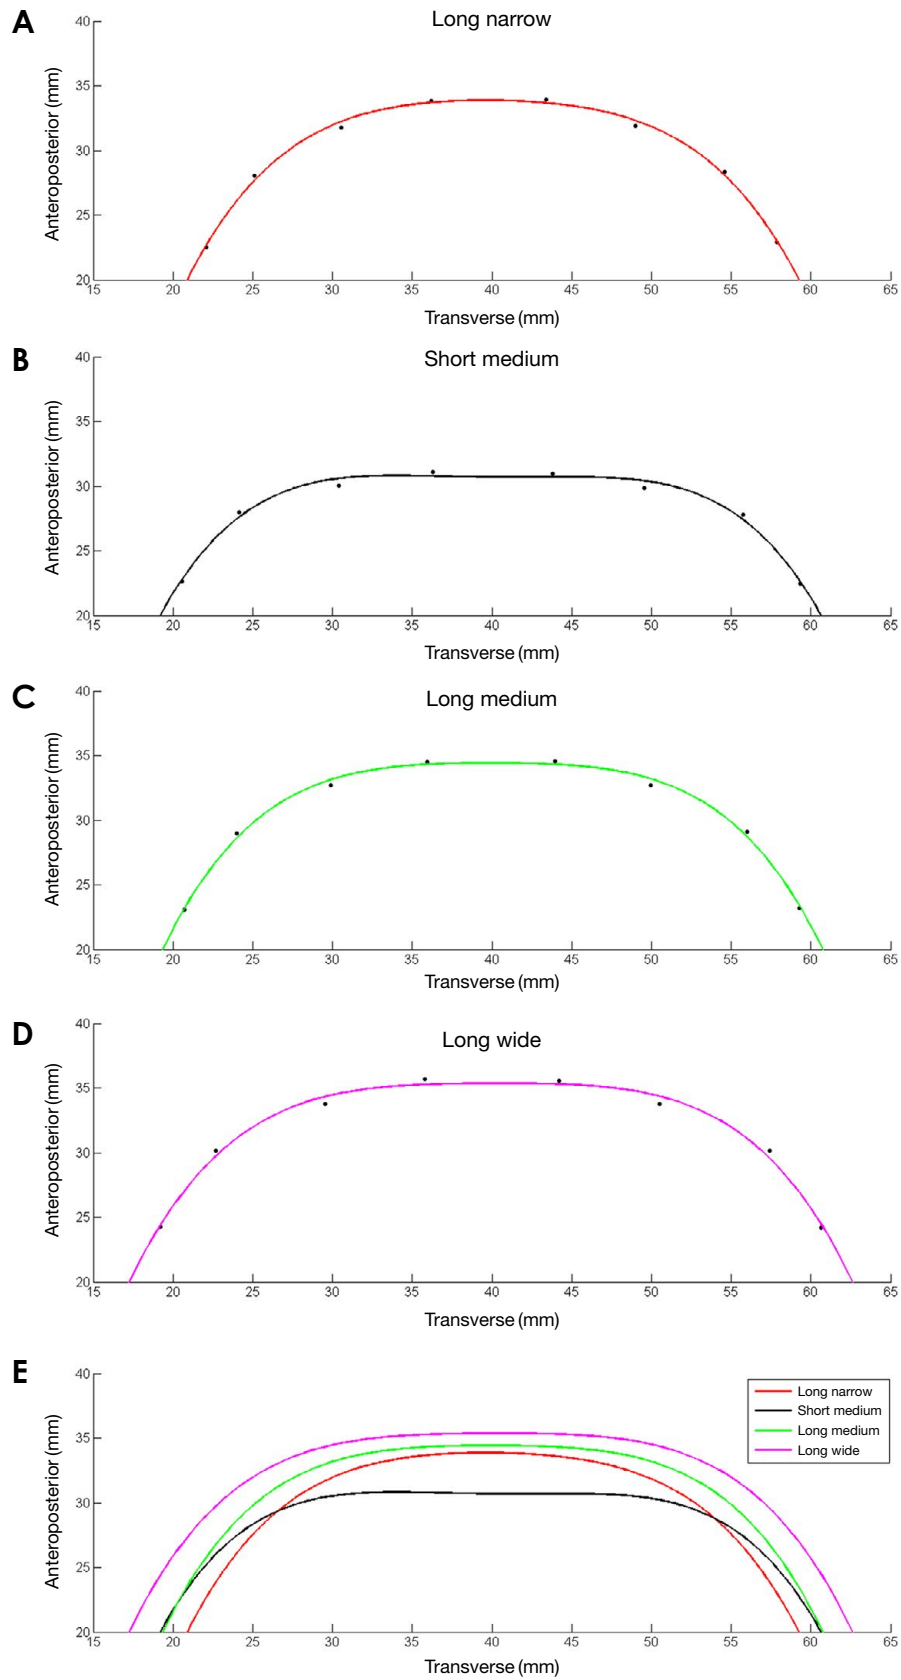 A
Long narrow
Anteroposterior (mm)
40
35
30
25
20
15 20 25 30 35 40 45 50 55 60 65
Transverse (mm)
B
Short medium
Anteroposterior (mm)
40
35
30
25
20
15 20 25 30 35 40 45 50 55 60 65
Transverse (mm)
C
Long medium
Anteroposterior (mm)
40
35
30
25
20
15 20 25 30 35 40 45 50 55 60 65
Transverse (mm)
D
Long wide
Anteroposterior (mm)
40
35
30
25
20
15 20 25 30 35 40 45 50 55 60 65
Transverse (mm)
E
Anteroposterior (mm)
40
35
30
25
20
15 20 25 30 35 40 45 50 55 60 65
Transverse (mm)
Long narrow
Short medium
Long medium
Long wide